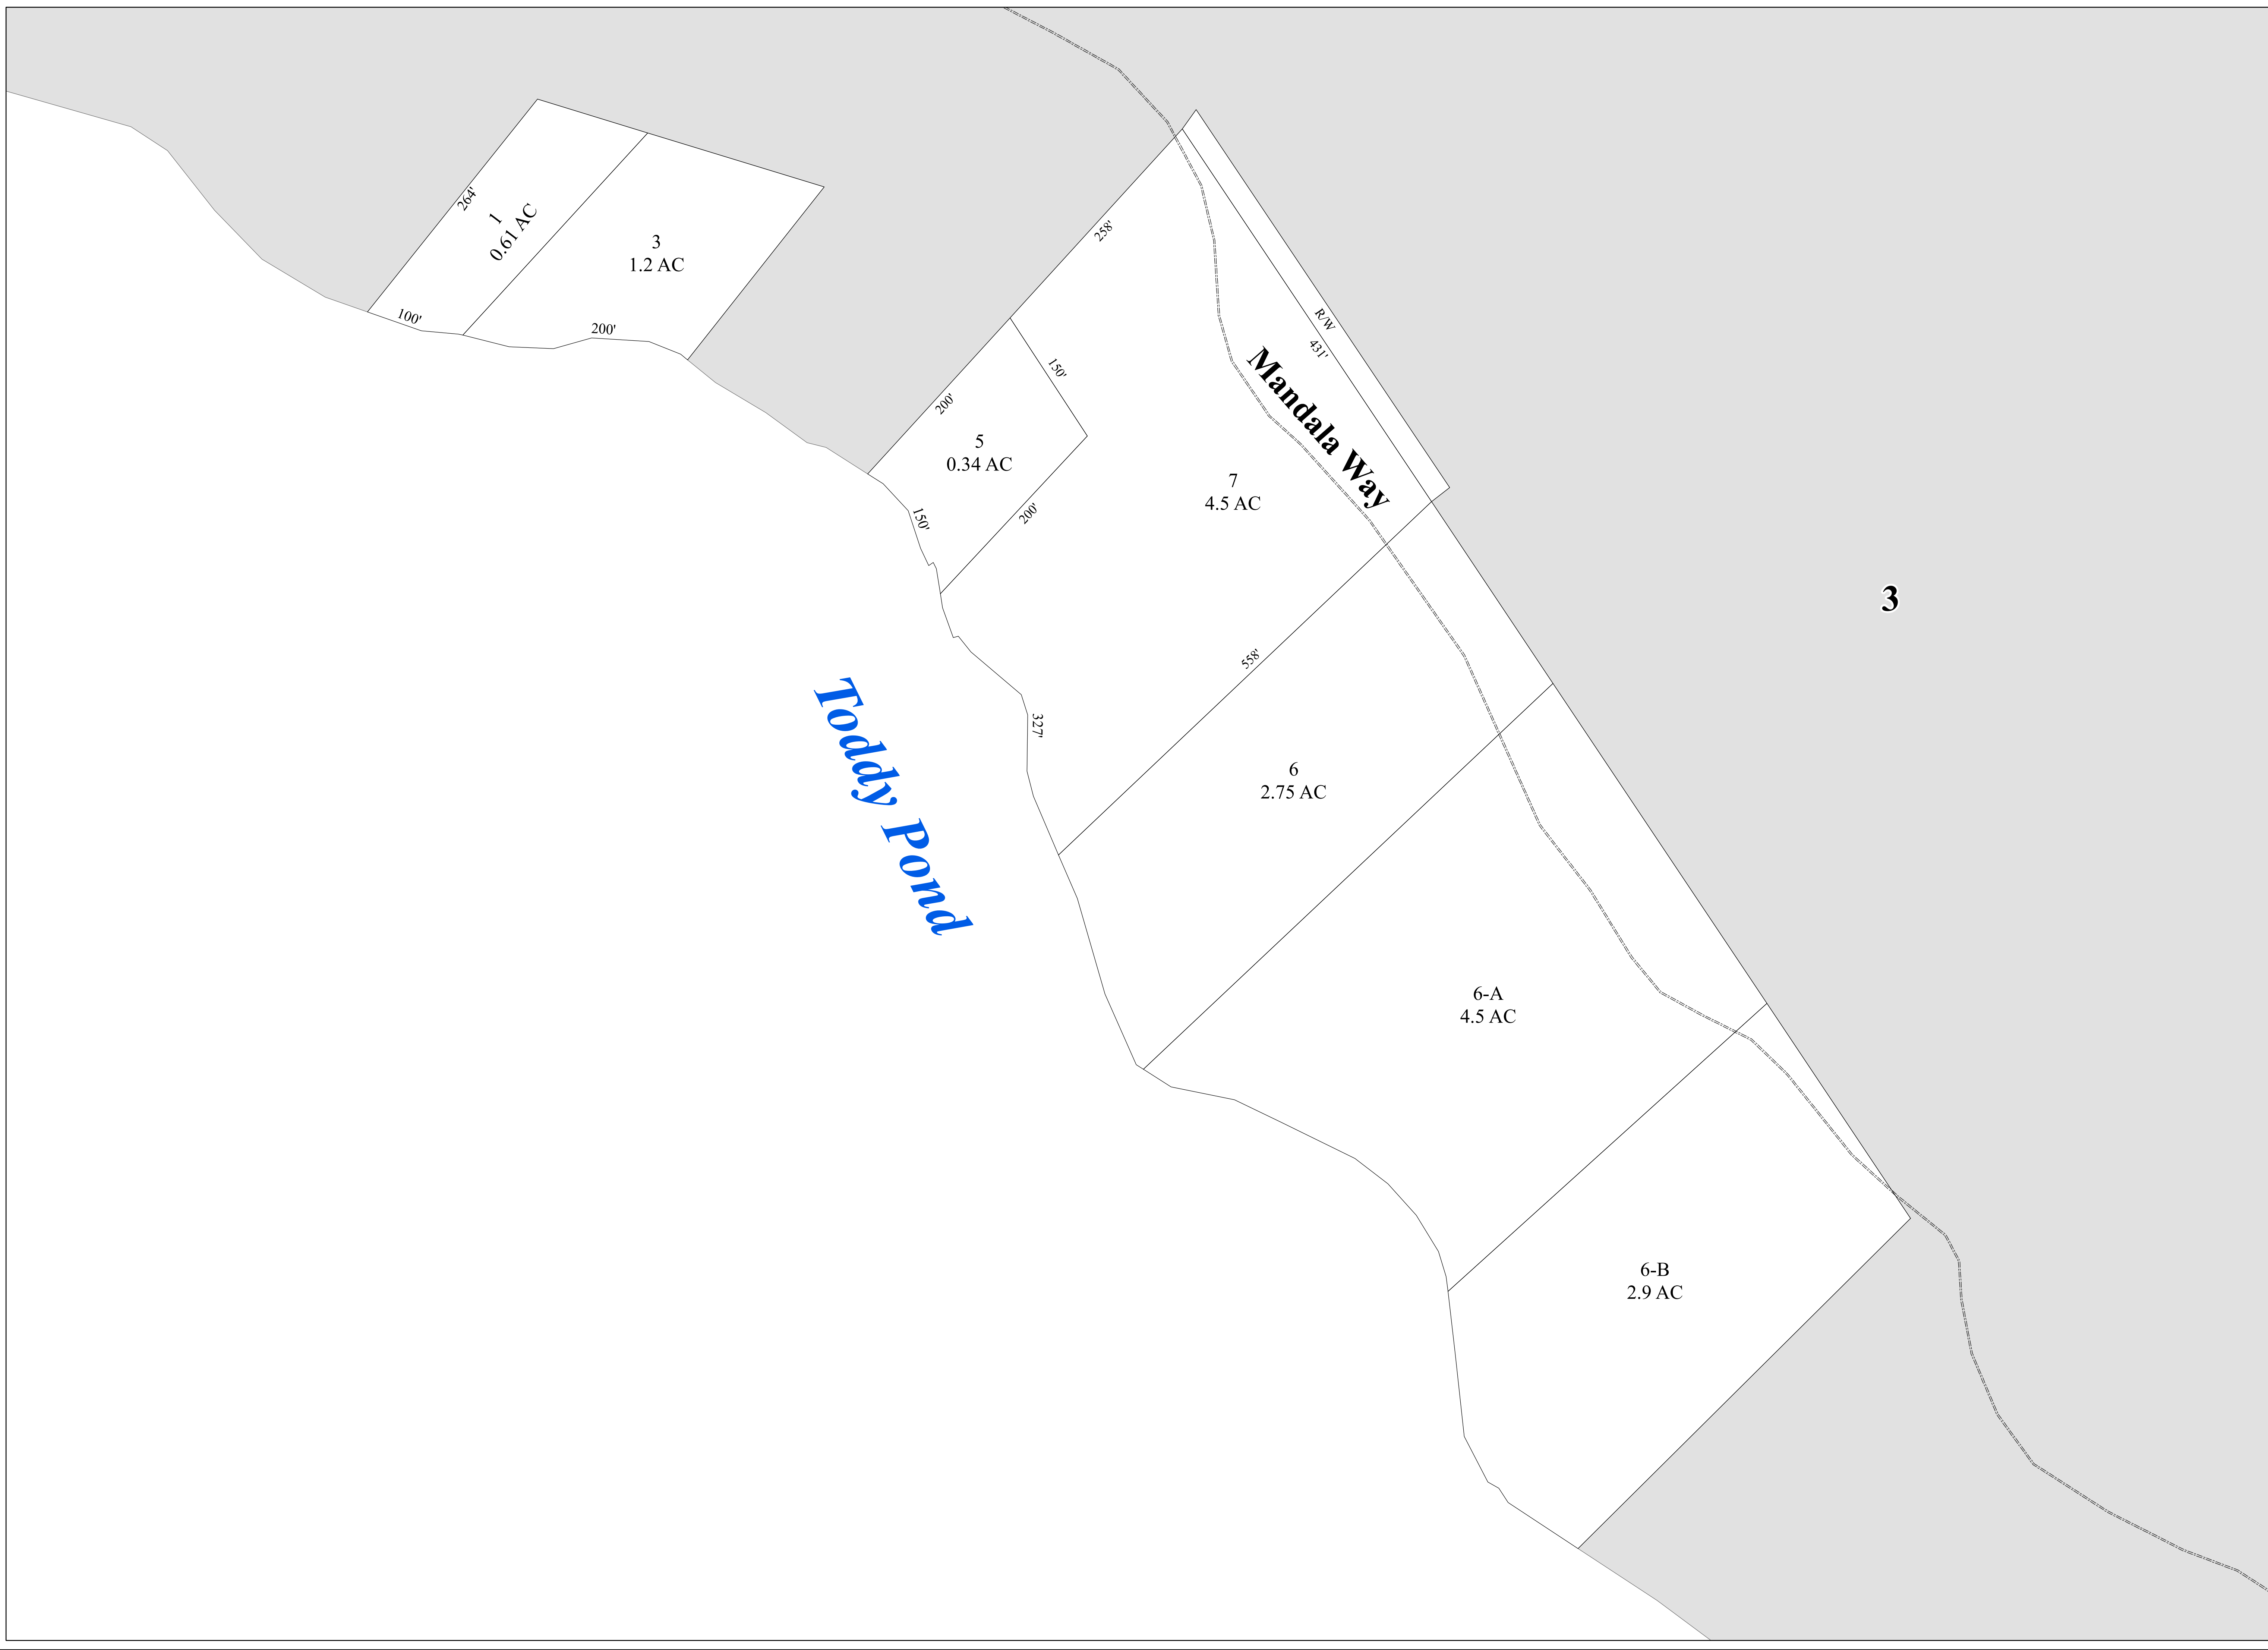 264'
1
0.61 AC
100'
3
1.2 AC
200'
258'
200'
150'
5
0.34 AC
150'
200'
R/W
431'
Mandala Way
7
4.5 AC
3
558'
327'
Toddy Pond
6
2.75 AC
6-A
4.5 AC
6-B
2.9 AC